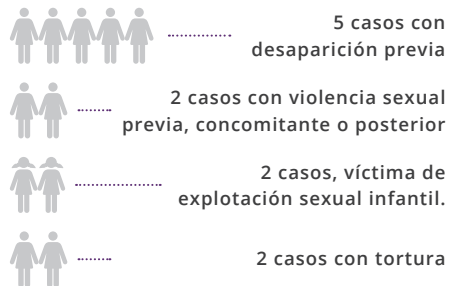 5 casos con
desaparición previa
2 casos con violencia sexual
previa, concomitante o posterior
2 casos, víctima de
explotación sexual infantil.
2 casos con tortura